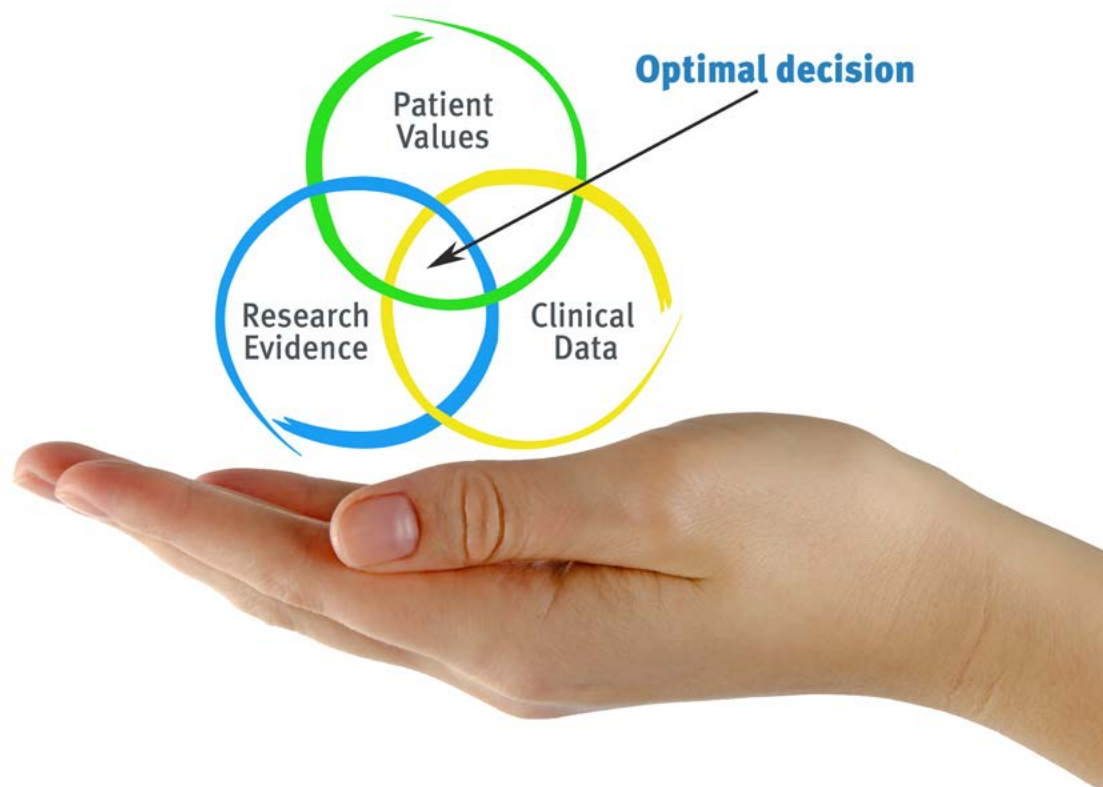 Optimal decision
Patient
Values
Research
Evidence
Clinical
Data